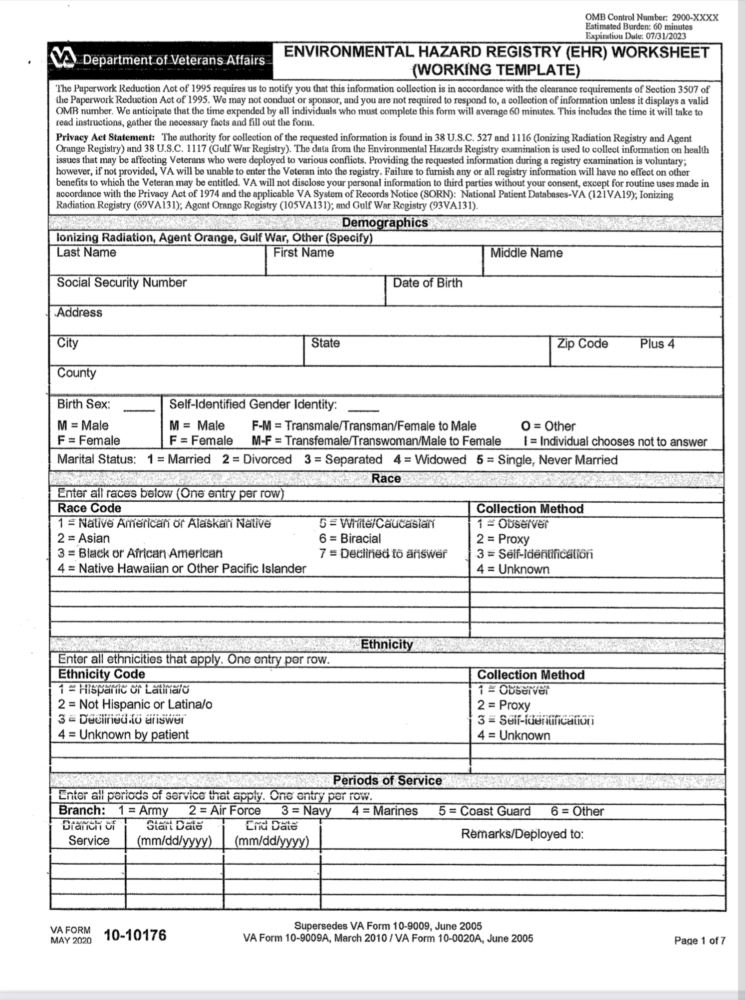 OMB Control Number: 2900-XXXX
Estimated Burden: 60 minutes
Expiration Date: 07/31/2023
VA Department of Veterans Affairs
ENVIRONMENTAL HAZARD REGISTRY (EHR) WORKSHEET
(WORKING TEMPLATE)
The Paperwork Reduction Act of 1995 requires us to notify you that this information collection is in accordance with the clearance requirements of Section 3507 of
the Paperwork Reduction Act of 1995. We may not conduct or sponsor, and you are not required to respond to, a collection of information unless it displays a valid
OMB number. We anticipate that the time expended by all individuals who must complete this form will average 60 minutes. This includes the time it will take to
read instructions, gather the necessary facts and fill out the form.
Privacy Act Statement: The authority for collection of the requested information is found in 38 U.S.C. 527 and 1116 (Ionizing Radiation Registry and Agent
Orange Registry) and 38 U.S.C. 1117 (Gulf War Registry). The data from the Environmental Hazards Registry examination is used to collect information on health
issues that may be affecting Veterans who were deployed to various conflicts. Providing the requested information during a registry examination is voluntary;
however, if not provided, VA will be unable to enter the Veteran into the registry. Failure to furnish any or all registry information will have no effect on other
benefits to which the Veteran may be entitled. VA will not disclose your personal information to third parties without your consent, except for routine uses made in
accordance with the Privacy Act of 1974 and the applicable VA System of Records Notice (SORN): National Patient Databases-VA (121VA19); Ionizing
Radiation Registry (69VA131); Agent Orange Registry (105VA131); and Gulf War Registry (93VA131).
Demographics
Ionizing Radiation, Agent Orange, Gulf War, Other (Specify)
Last Name First Name Middle Name
Social Security Number Date of Birth
Address
City State Zip Code Plus 4
County
Birth Sex: ____ Self-Identified Gender Identity: ____
M = Male M = Male F-M = Transmale/Transman/Female to Male O = Other
F = Female F = Female M-F = Transfemale/Transwoman/Male to Female I = Individual chooses not to answer
Marital Status: 1 = Married 2 = Divorced 3 = Separated 4 = Widowed 5 = Single, Never Married
Race
Enter all races below (One entry per row)
Race Code Collection Method
1 = Native American or Alaskan Native 5 = White/Caucasian 1 = Observer
2 = Asian 6 = Biracial 2 = Proxy
3 = Black or African American 7 = Declined to answer 3 = Self-Identification
4 = Native Hawaiian or Other Pacific Islander 4 = Unknown
Ethnicity
Enter all ethnicities that apply. One entry per row.
Ethnicity Code Collection Method
1 = Hispanic or Latina/o 1 = Observer
2 = Not Hispanic or Latina/o 2 = Proxy
3 = Declined to answer 3 = Self-Identification
4 = Unknown by patient 4 = Unknown
Periods of Service
Enter all periods of service that apply. One entry per row.
Branch: 1 = Army 2 = Air Force 3 = Navy 4 = Marines 5 = Coast Guard 6 = Other
Branch of Start Date End Date Remarks/Deployed to:
Service (mm/dd/yyyy) (mm/dd/yyyy)
Supersedes VA Form 10-9009, June 2005
VA FORM 10-10176
MAY 2020 VA Form 10-9009A, March 2010 / VA Form 10-0020A, June 2005 Page 1 of 7